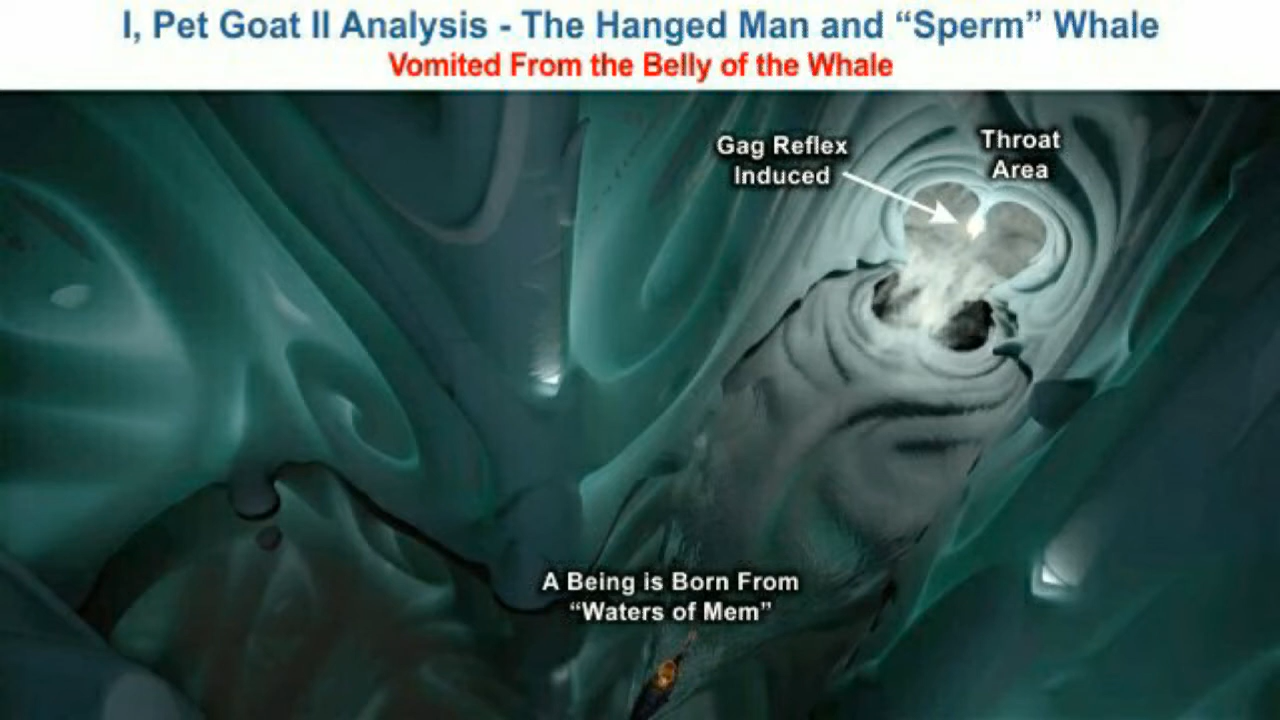 I, Pet Goat II Analysis - The Hanged Man and “Sperm” Whale
Vomited From the Belly of the Whale
Gag Reflex
Induced
Throat
Area
A Being is Born From
“Waters of Mem”